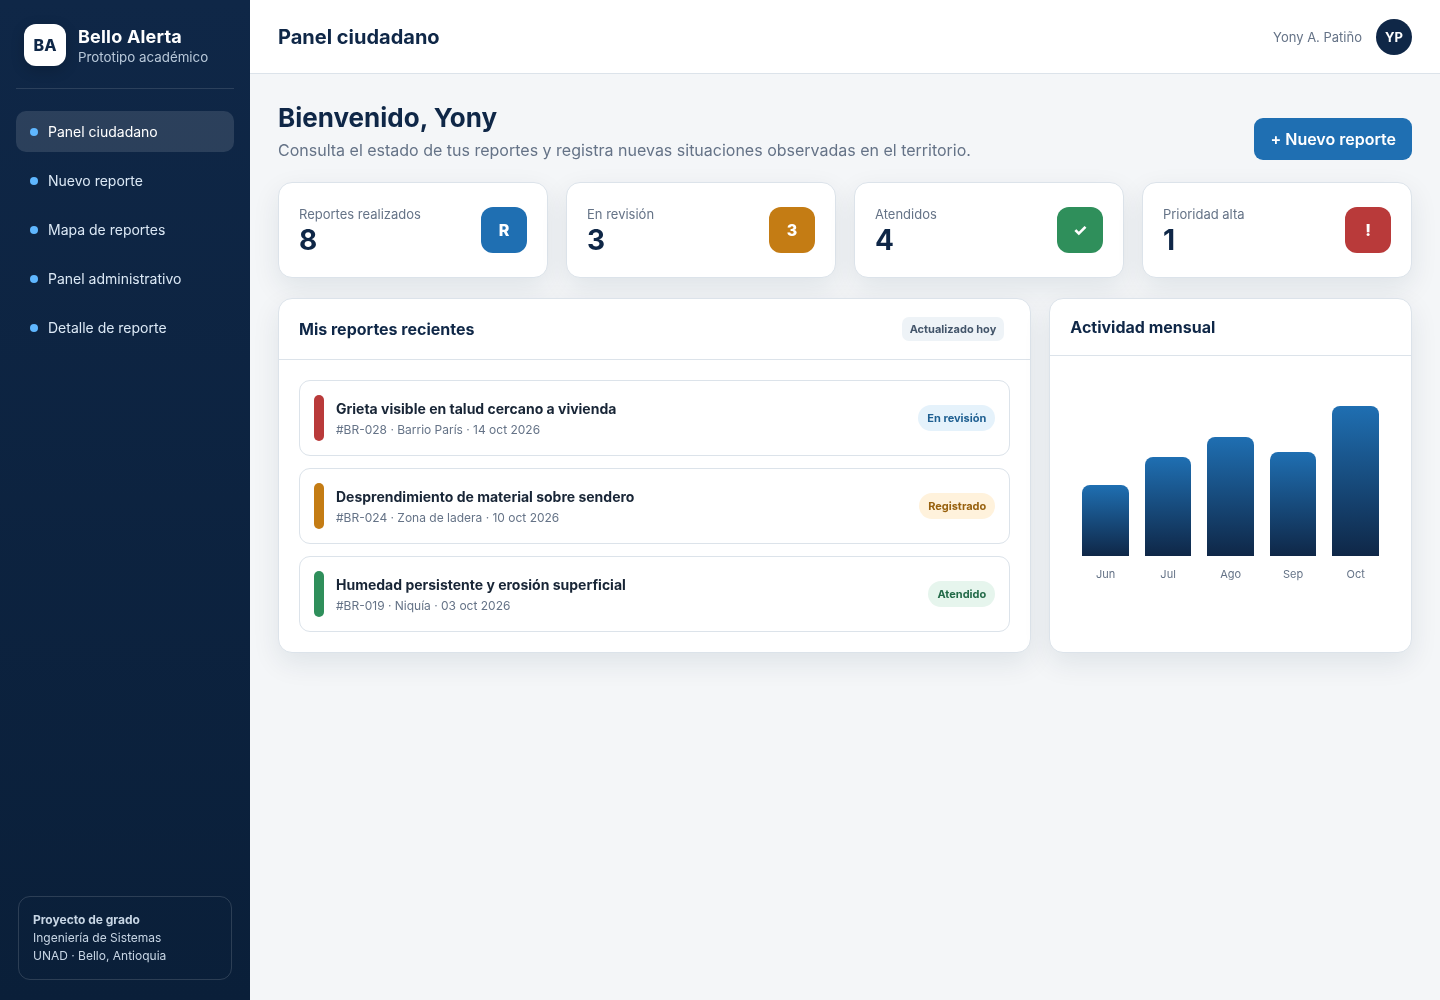 BA
Bello Alerta
Prototipo académico
Panel ciudadano
Nuevo reporte
Mapa de reportes
Panel administrativo
Detalle de reporte
Proyecto de grado
Ingeniería de Sistemas
UNAD · Bello, Antioquia
Panel ciudadano
Yony A. Patiño
YP
Bienvenido, Yony
Consulta el estado de tus reportes y registra nuevas situaciones observadas en el territorio.
+ Nuevo reporte
Reportes realizados
8
R
En revisión
3
3
Atendidos
4
✓
Prioridad alta
1
!
Mis reportes recientes
Actualizado hoy
Grieta visible en talud cercano a vivienda
#BR-028 · Barrio París · 14 oct 2026
En revisión
Desprendimiento de material sobre sendero
#BR-024 · Zona de ladera · 10 oct 2026
Registrado
Humedad persistente y erosión superficial
#BR-019 · Niquía · 03 oct 2026
Atendido
Actividad mensual
Jun Jul Ago Sep Oct